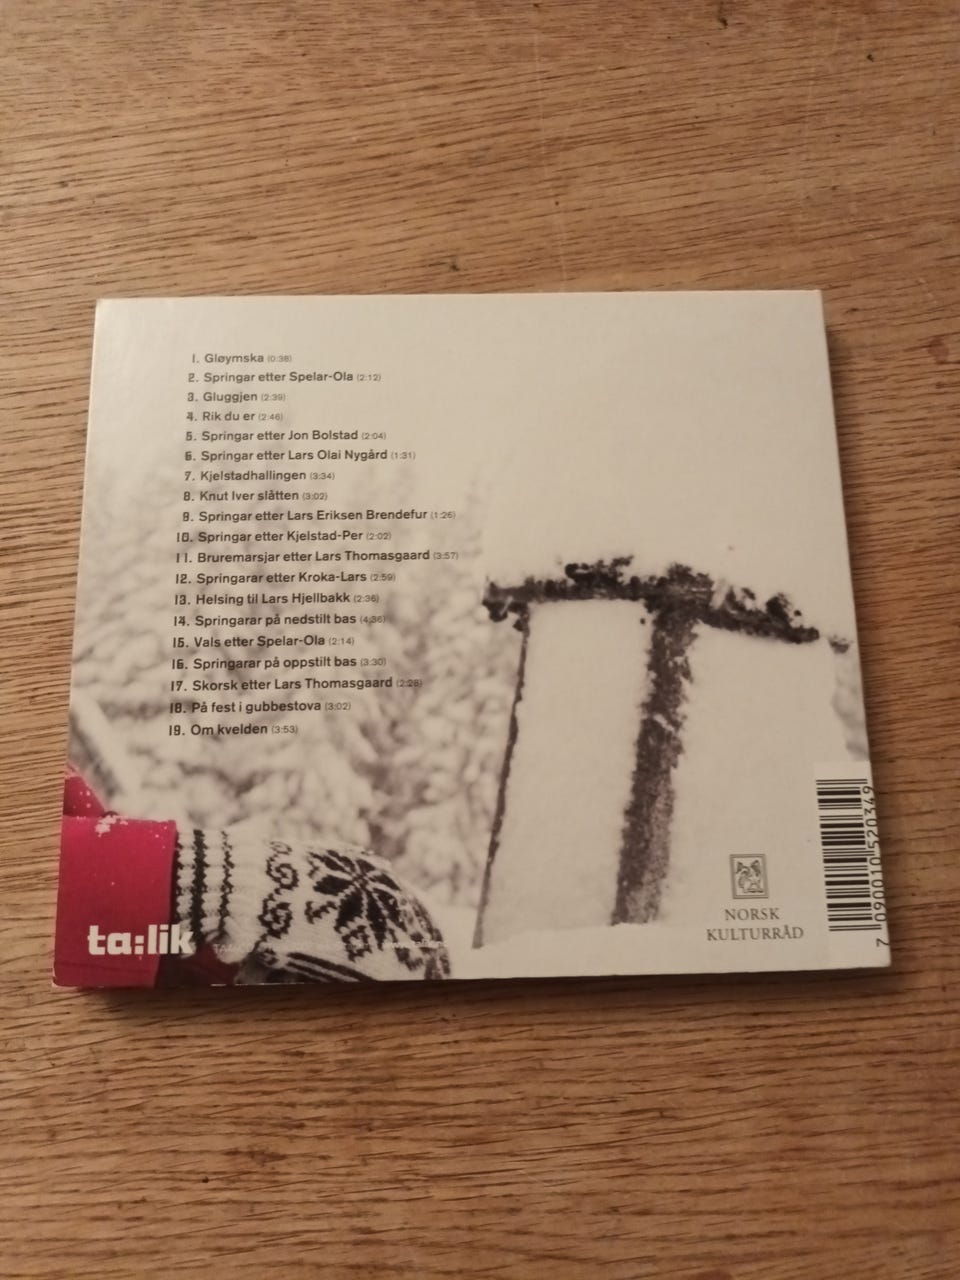 1. Gløymska (0:38)
2. Springar etter Spelar-Ola (2:12)
3. Gluggjen (2:39)
4. Rik du er (2:46)
5. Springar etter Jon Bolstad (2:04)
6. Springar etter Lars Olai Nygård (1:31)
7. Kjelstadhallingen (3:34)
8. Knut Iver slåtten (3:02)
9. Springar etter Lars Eriksen Brendefur (1:26)
10. Springar etter Kjelstad-Per (2:02)
11. Bruremarsjar etter Lars Thomasgaard (3:57)
12. Springarar etter Kroka-Lars (2:59)
13. Helsing til Lars Hjellbakk (2:36)
14. Springarar på nedstilt bas (4:36)
15. Vals etter Spelar-Ola (2:14)
16. Springarar på oppstilt bas (3:30)
17. Skorsk etter Lars Thomasgaard (2:28)
18. På fest i gubbestova (3:02)
19. Om kvelden (3:53)
ta:lik
NORSK
KULTURRÅD
7 090010 520349